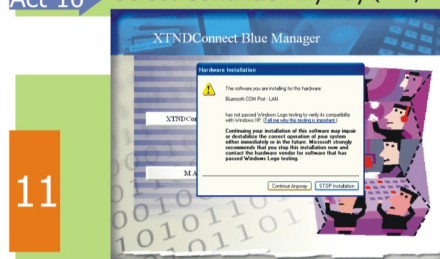 Act 10
XTNDConnect Blue Manager
Hardware Installation
The software you are installing for this hardware:
Bluetooth COM Port - LAN
has not passed Windows Logo testing to verify its compatibility
with Windows XP. (Tell me why this testing is important.)
Continue your installation of this software may impair
or destabilize the correct operation of your system
either immediately or in the future. Microsoft strongly
recommends that you stop this installation now and
contact the hardware vendor for software that has
passed Windows Logo testing.
Continue Anyway
STOP Installation
XTNDCo
M A
11